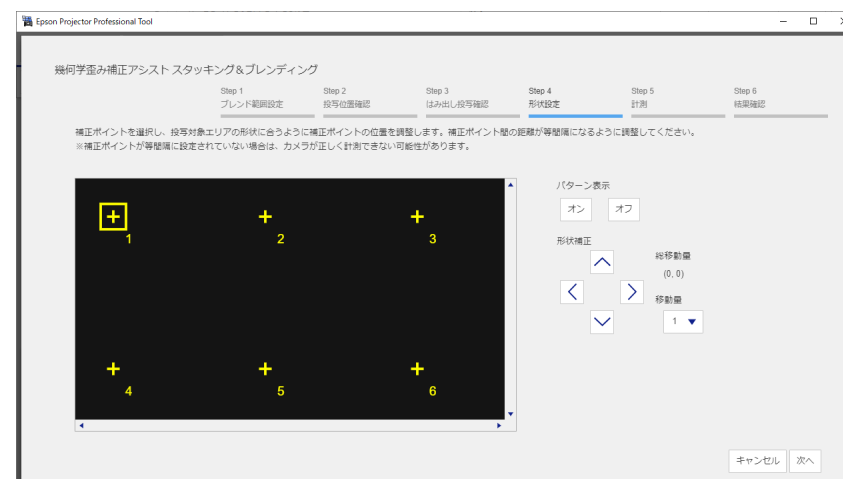 Epson Projector Professional Tool
幾何学歪み補正アシスト スタッキング＆ブレンディング
Step 1
ブレンド範囲設定
Step 2
投写位置確認
Step 3
はみ出し投写確認
Step 4
形状設定
Step 5
計測
Step 6
結果確認
補正ポイントを選択し、投写対象エリアの形状に合うように補正ポイントの位置を調整します。補正ポイント間の距離が等間隔になるように調整してください。
※補正ポイントが等間隔に設定されていない場合は、カメラが正しく計測できない可能性があります。
1
2
3
4
5
6
パターン表示
オン
オフ
形状補正
総移動量
(0, 0)
移動量
1
キャンセル
次へ